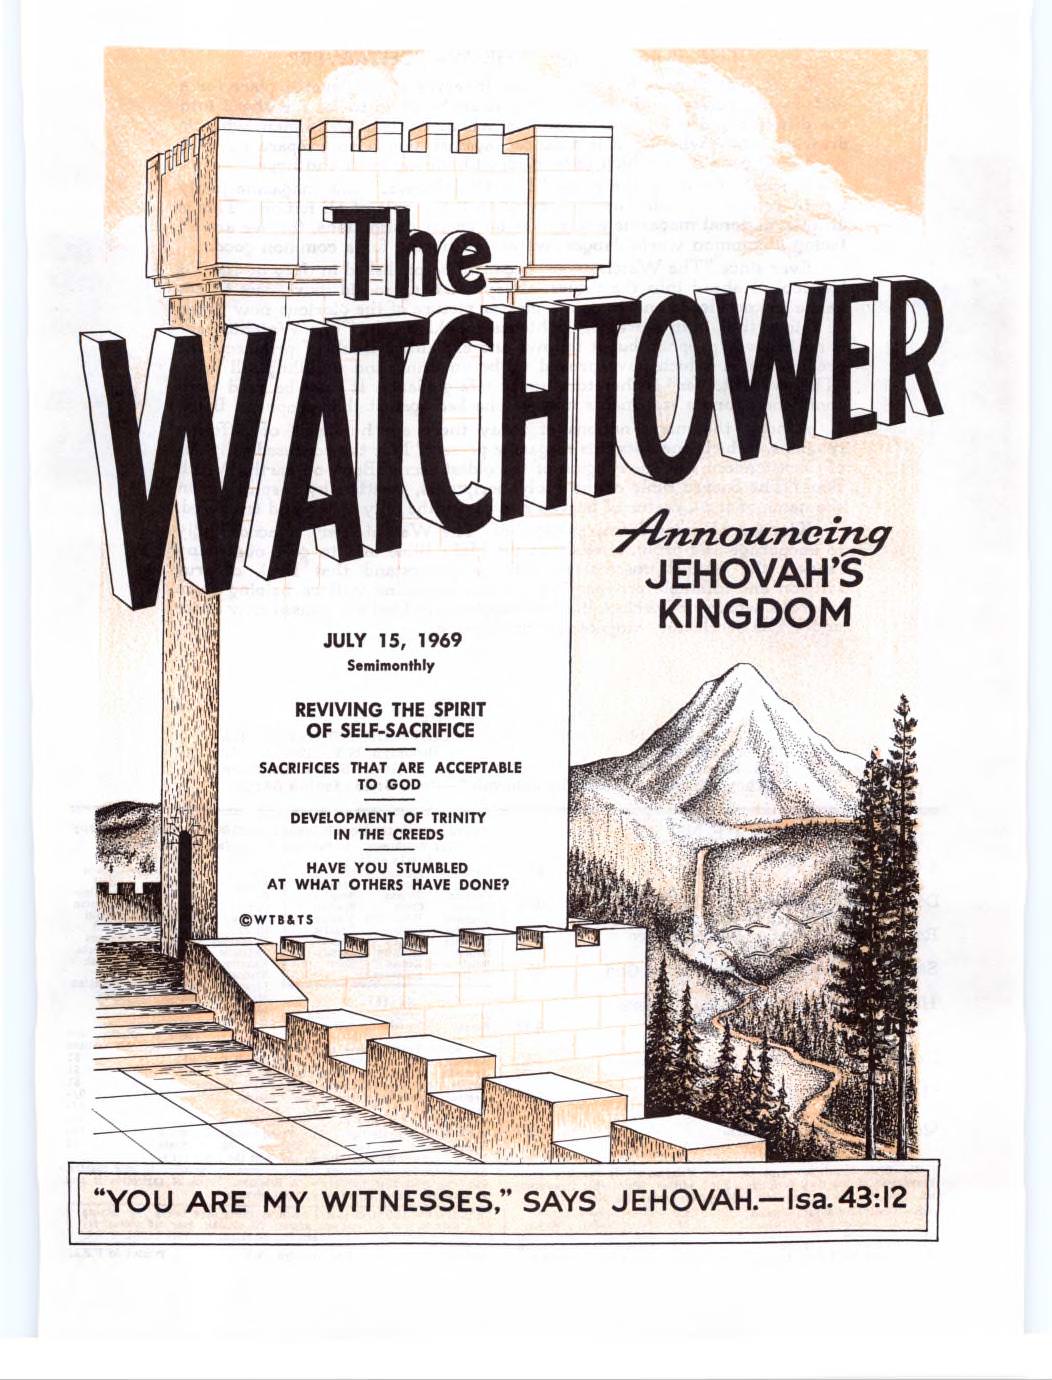 The
WATCHTOWER
Announcing
JEHOVAH'S
KINGDOM
JULY 15, 1969
Semimonthly
REVIVING THE SPIRIT
OF SELF-SACRIFICE
SACRIFICES THAT ARE ACCEPTABLE
TO GOD
DEVELOPMENT OF TRINITY
IN THE CREEDS
HAVE YOU STUMBLED
AT WHAT OTHERS HAVE DONE?
©WTB&TS
“YOU ARE MY WITNESSES,” SAYS JEHOVAH.—Isa. 43:12